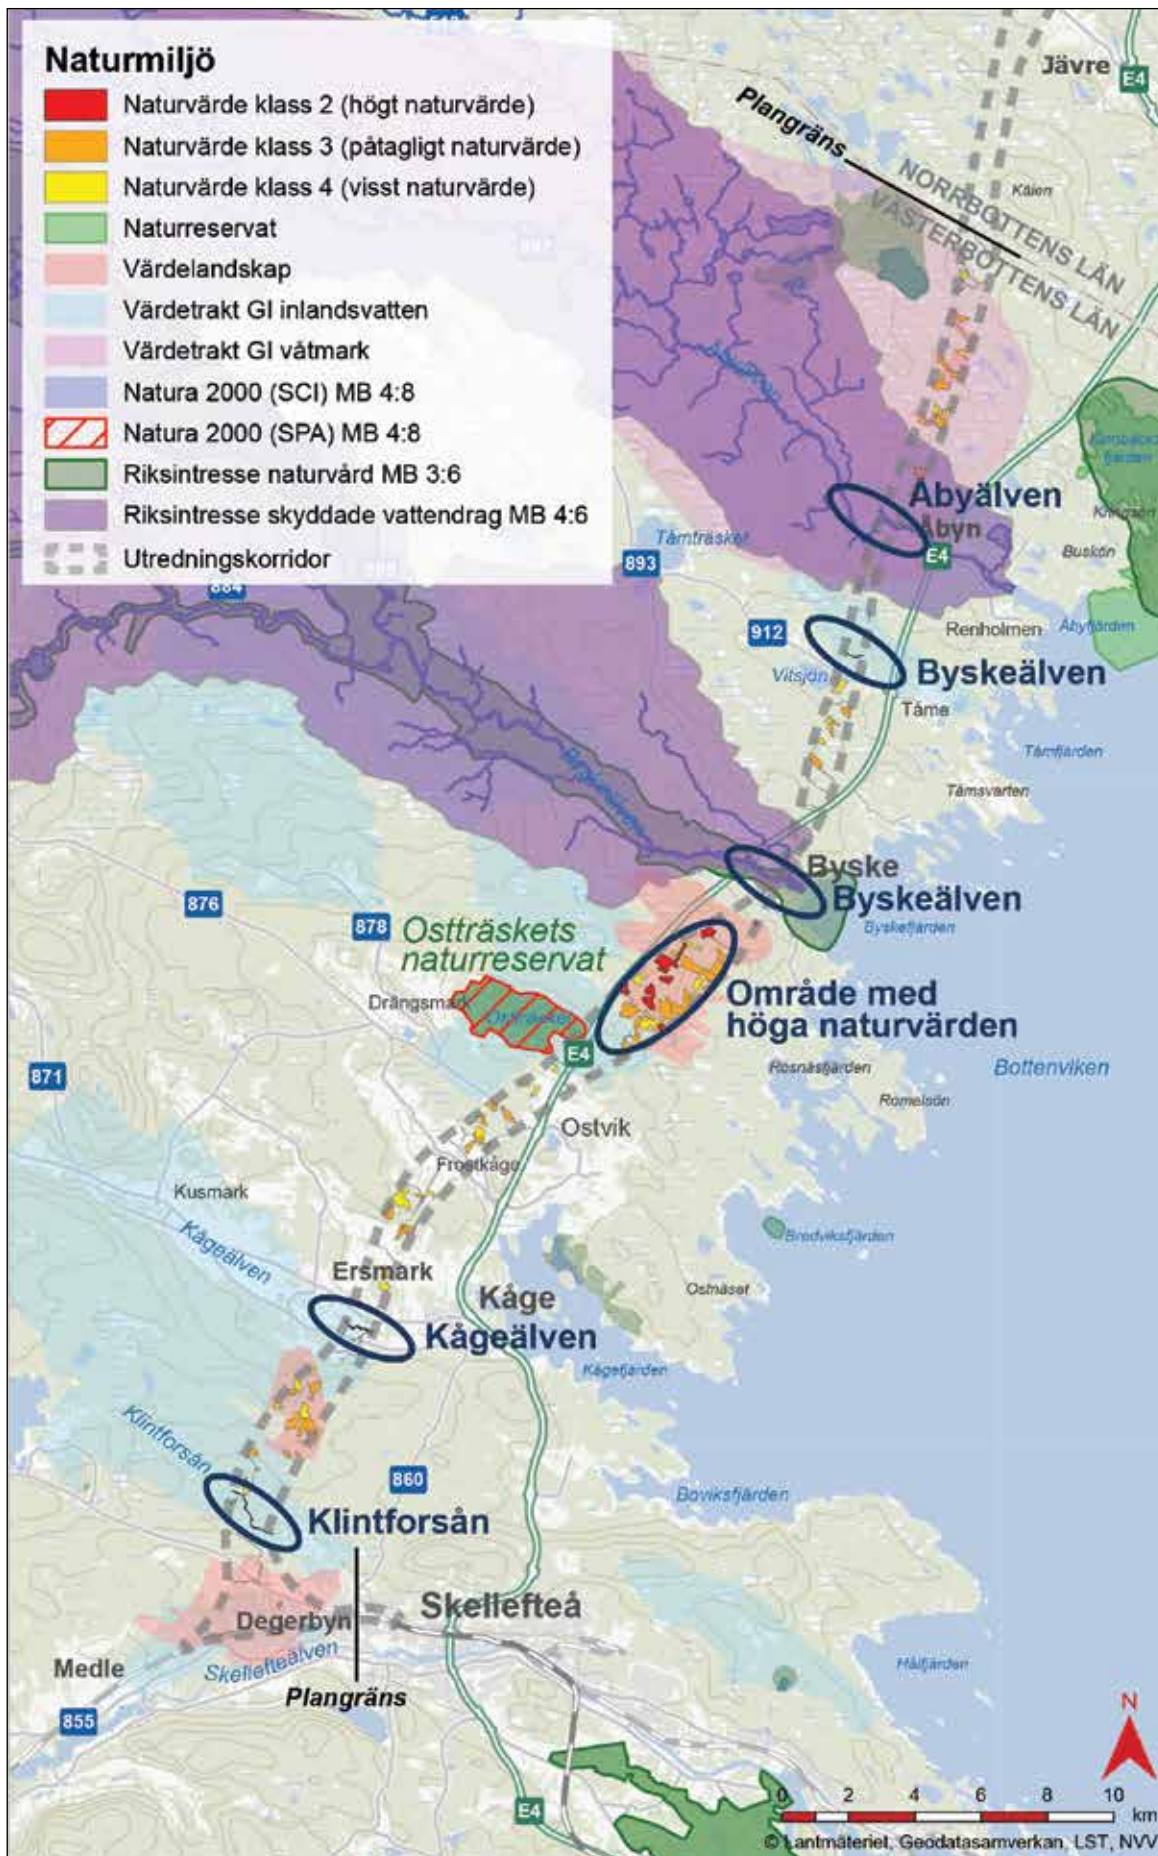 Naturmiljö
Naturvärde klass 2 (högt naturvärde)
Naturvärde klass 3 (påtagligt naturvärde)
Naturvärde klass 4 (visst naturvärde)
Naturreservat
Värdelandskap
Värdetrakt GI inlandsvatten
Värdetrakt GI våtmark
Natura 2000 (SCI) MB 4:8
Natura 2000 (SPA) MB 4:8
Riksintresse naturvård MB 3:6
Riksintresse skyddade vattendrag MB 4:6
Utredningskorridor
Jävre
E4
Plangräns
NORRBOTTENS LÄN
VÄSTERBOTTENS LÄN
Kålen
Åbyälven
Åbyn
E4
Buskön
Tåmträsket
893
884
912
Renholmen
Åbyfjärden
Byskeälven
Vitsjön
Tåme
Tåmfjärden
Tåmsvarten
Byskeälven
Byske
Byskeälven
Byskefjärden
876
878
Ostträskets
naturreservat
Drängsmark
Ostträsket
Område med
höga naturvärden
E4
871
Rosnäsfjärden
Bottenviken
Romelsön
Ostvik
Frostkåge
Kusmark
Bredviksfjärden
Kågeälven
Ersmark
Ostnäset
Kåge
Kågeälven
Kågefjärden
Klintforsån
860
Boviksfjärden
Klintforsån
Skellefteå
Degerbyn
Medle
Skellefteälven
Hålfjärden
Plangräns
855
N
E4
0 2 4 6 8 10
km
© Lantmäteriet, Geodatasamverkan, LST, NVV